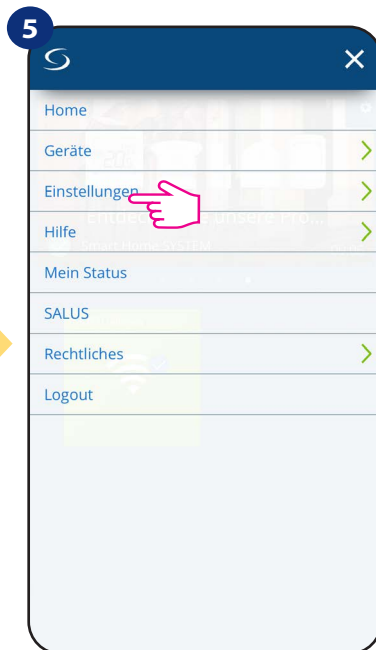 5
Home
Geräte
Einstellungen
Hilfe
Mein Status
SALUS
Rechtliches
Logout